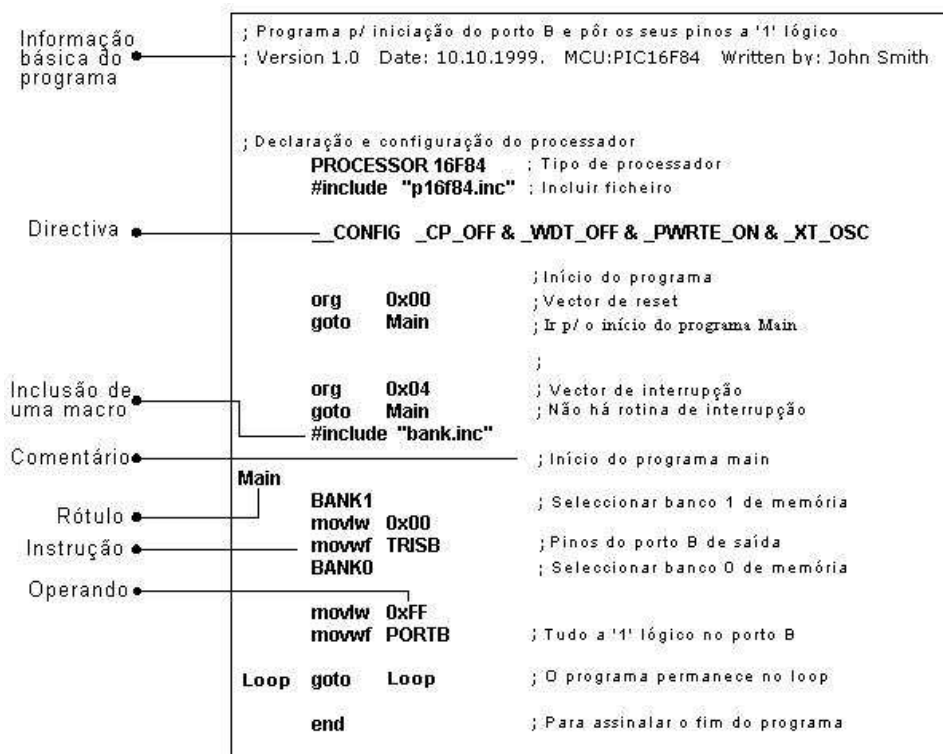 ; Programa p/ iniciação do porto B e pôr os seus pinos a '1' lógico
Informação básica do programa
; Version 1.0 Date: 10.10.1999. MCU:PIC16F84 Written by: John Smith
; Declaração e configuração do processador
PROCESSOR 16F84 ; Tipo de processador
#include "p16f84.inc" ; Incluir ficheiro
Directiva
__CONFIG _CP_OFF & _WDT_OFF & _PWRTE_ON & _XT_OSC
; Início do programa
org 0x00 ; Vector de reset
goto Main ; Ir p/ o início do programa Main
;
Inclusão de uma macro
org 0x04 ; Vector de interrupção
goto Main ; Não há rotina de interrupção
#include "bank.inc"
Comentário
; Início do programa main
Main
BANK1 ; Seleccionar banco 1 de memória
Rótulo
movlw 0x00
Instrução
movwf TRISB ; Pinos do porto B de saída
BANK0 ; Seleccionar banco 0 de memória
Operando
movlw 0xFF
movwf PORTB ; Tudo a '1' lógico no porto B
Loop goto Loop ; O programa permanece no loop
end ; Para assinalar o fim do programa